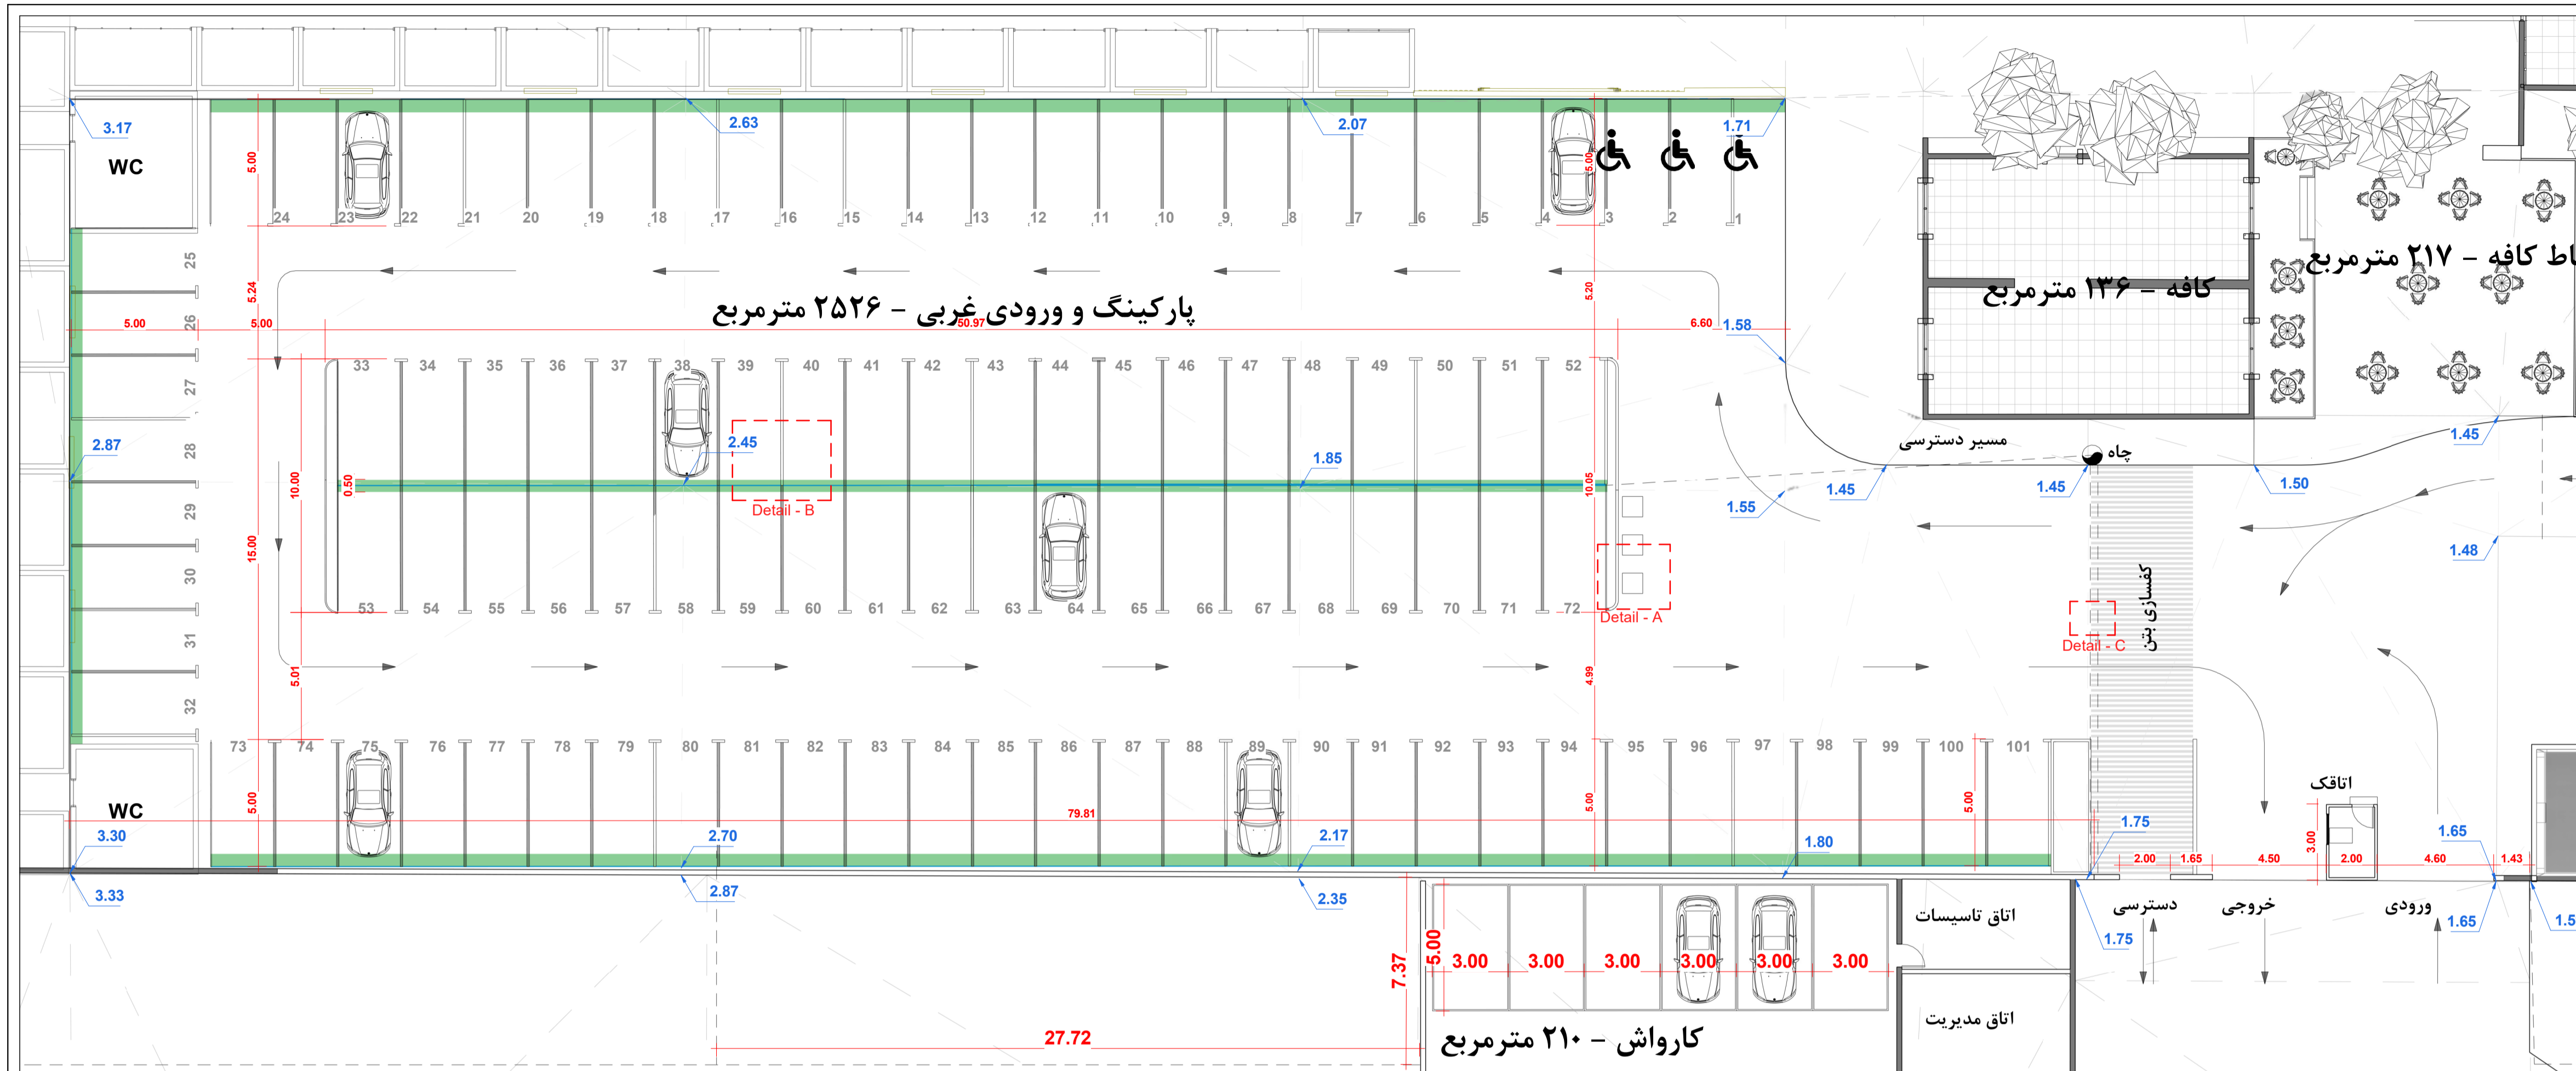 3.17
2.63
2.07
1.71
WC
5.00
5.00
24 23 22 21 20 19 18 17 16 15 14 13 12 11 10 9 8 7 6 5 4 3 2 1
25
26
27
28
29
30
31
32
5.24
5.20
پارکینگ و ورودی غربی – ۲۵۲۶ مترمربع
5.00
5.00
50.97
6.60
1.58
کافه – ۱۳۶ مترمربع
کافه – ۲۱۷ مترمربع
33 34 35 36 37 38 39 40 41 42 43 44 45 46 47 48 49 50 51 52
2.87
2.45
1.85
10.00
0.50
10.05
Detail - B
مسیر دسترسی
چاه
1.45
1.45
1.50
1.45
1.55
1.48
15.00
53 54 55 56 57 58 59 60 61 62 63 64 65 66 67 68 69 70 71 72
Detail - A
Detail - C
کفسازی بتن
5.01
4.99
73 74 75 76 77 78 79 80 81 82 83 84 85 86 87 88 89 90 91 92 93 94 95 96 97 98 99 100 101
WC
5.00
5.00
5.00
79.81
اتاقک
3.00
3.30
2.70
2.17
1.80
1.75
1.65
2.00
1.65
4.50
2.00
4.60
1.43
3.33
2.87
2.35
1.75
1.65
دسترسی
خروجی
ورودی
اتاق تاسیسات
5.00
3.00 3.00 3.00 3.00 3.00 3.00
7.37
27.72
کارواش – ۲۱۰ مترمربع
اتاق مدیریت